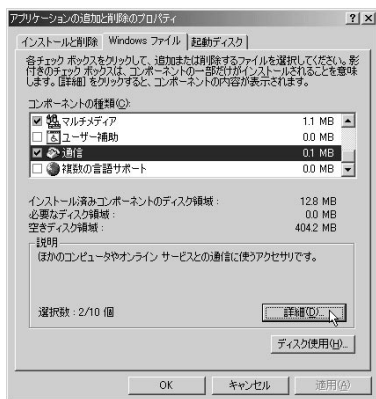 アプリケーションの追加と削除のプロパティ
インストールと削除 Windows ファイル 起動ディスク
各チェック ボックスをクリックして、追加または削除するファイルを選択してください。影
付きのチェック ボックスは、コンポーネントの一部だけがインストールされることを意味
します。[詳細] をクリックすると、コンポーネントの内容が表示されます。
コンポーネントの種類(C):
マルチメディア 1.1 MB
ユーザー補助 0.0 MB
通信 0.1 MB
複数の言語サポート 0.0 MB
インストール済みコンポーネントのディスク領域 : 12.8 MB
必要なディスク領域 : 0.0 MB
空きディスク領域 : 404.2 MB
説明
ほかのコンピュータやオンライン サービスとの通信に使うアクセサリです。
選択数 : 2/10 個
詳細(D)...
ディスク使用(H)...
OK キャンセル 適用(A)